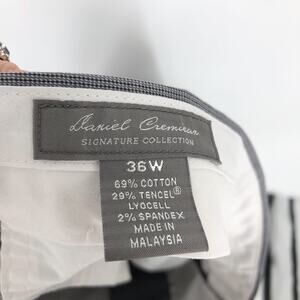 Daniel Cremieux
SIGNATURE COLLECTION
36W
69% COTTON
29% TENCEL®
LYOCELL
2% SPANDEX
MADE IN
MALAYSIA